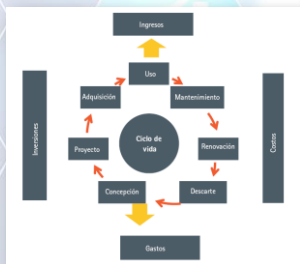 Ingresos
Uso
Adquisición
Mantenimiento
Inversiones
Ciclo de
vida
Costos
Proyecto
Renovación
Concepción
Descarte
Gastos